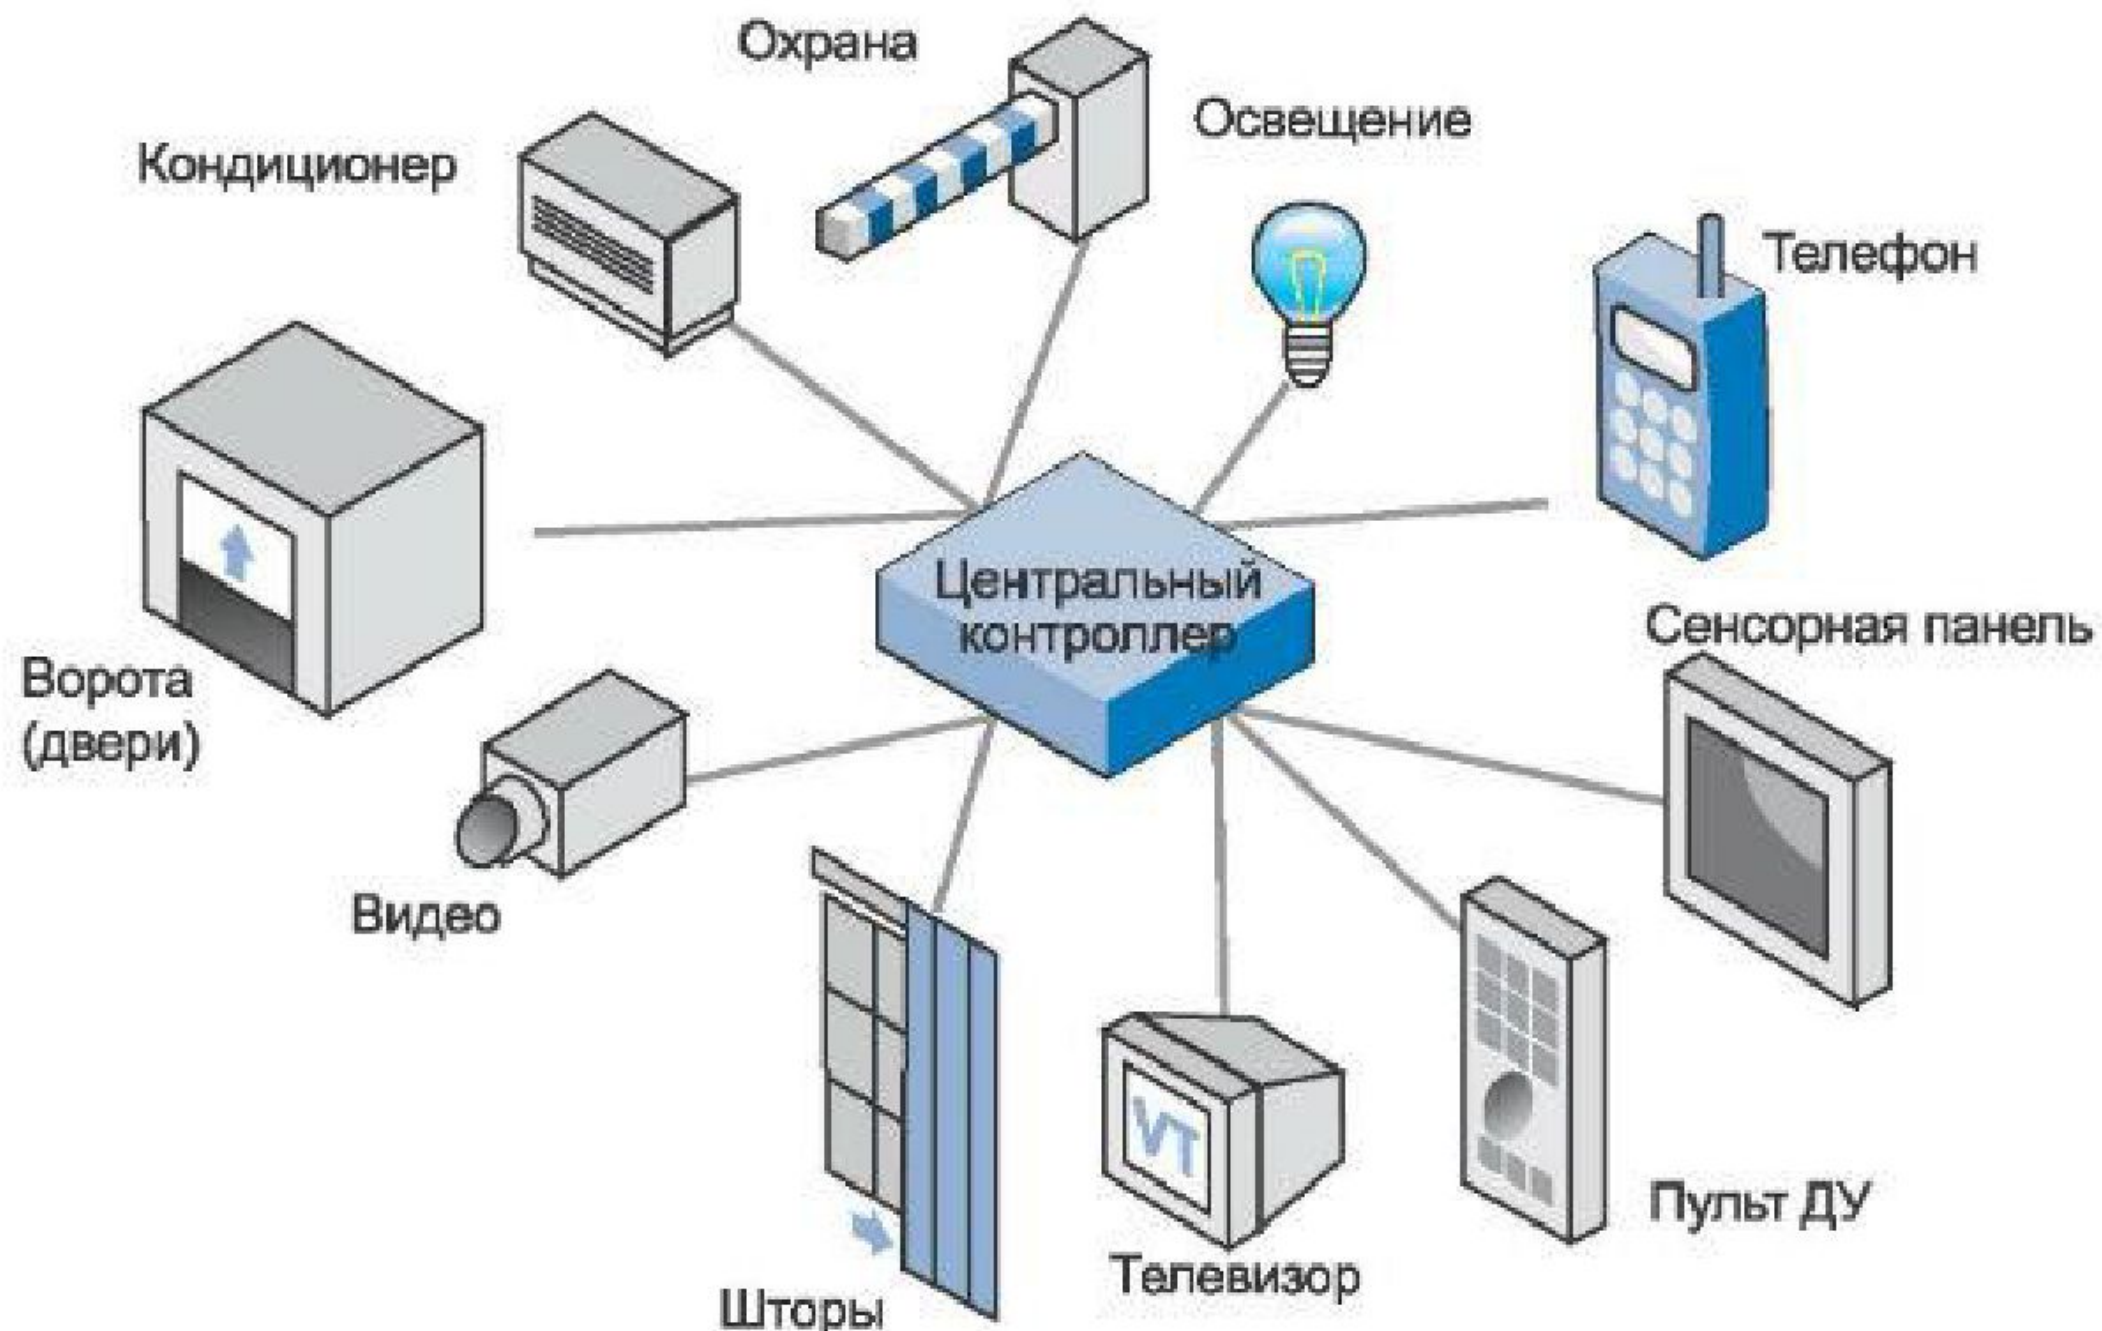 Охрана
Освещение
Кондиционер
Телефон
Центральный
контроллер
Сенсорная панель
Ворота
(двери)
Видео
VT
Пульт ДУ
Телевизор
Шторы